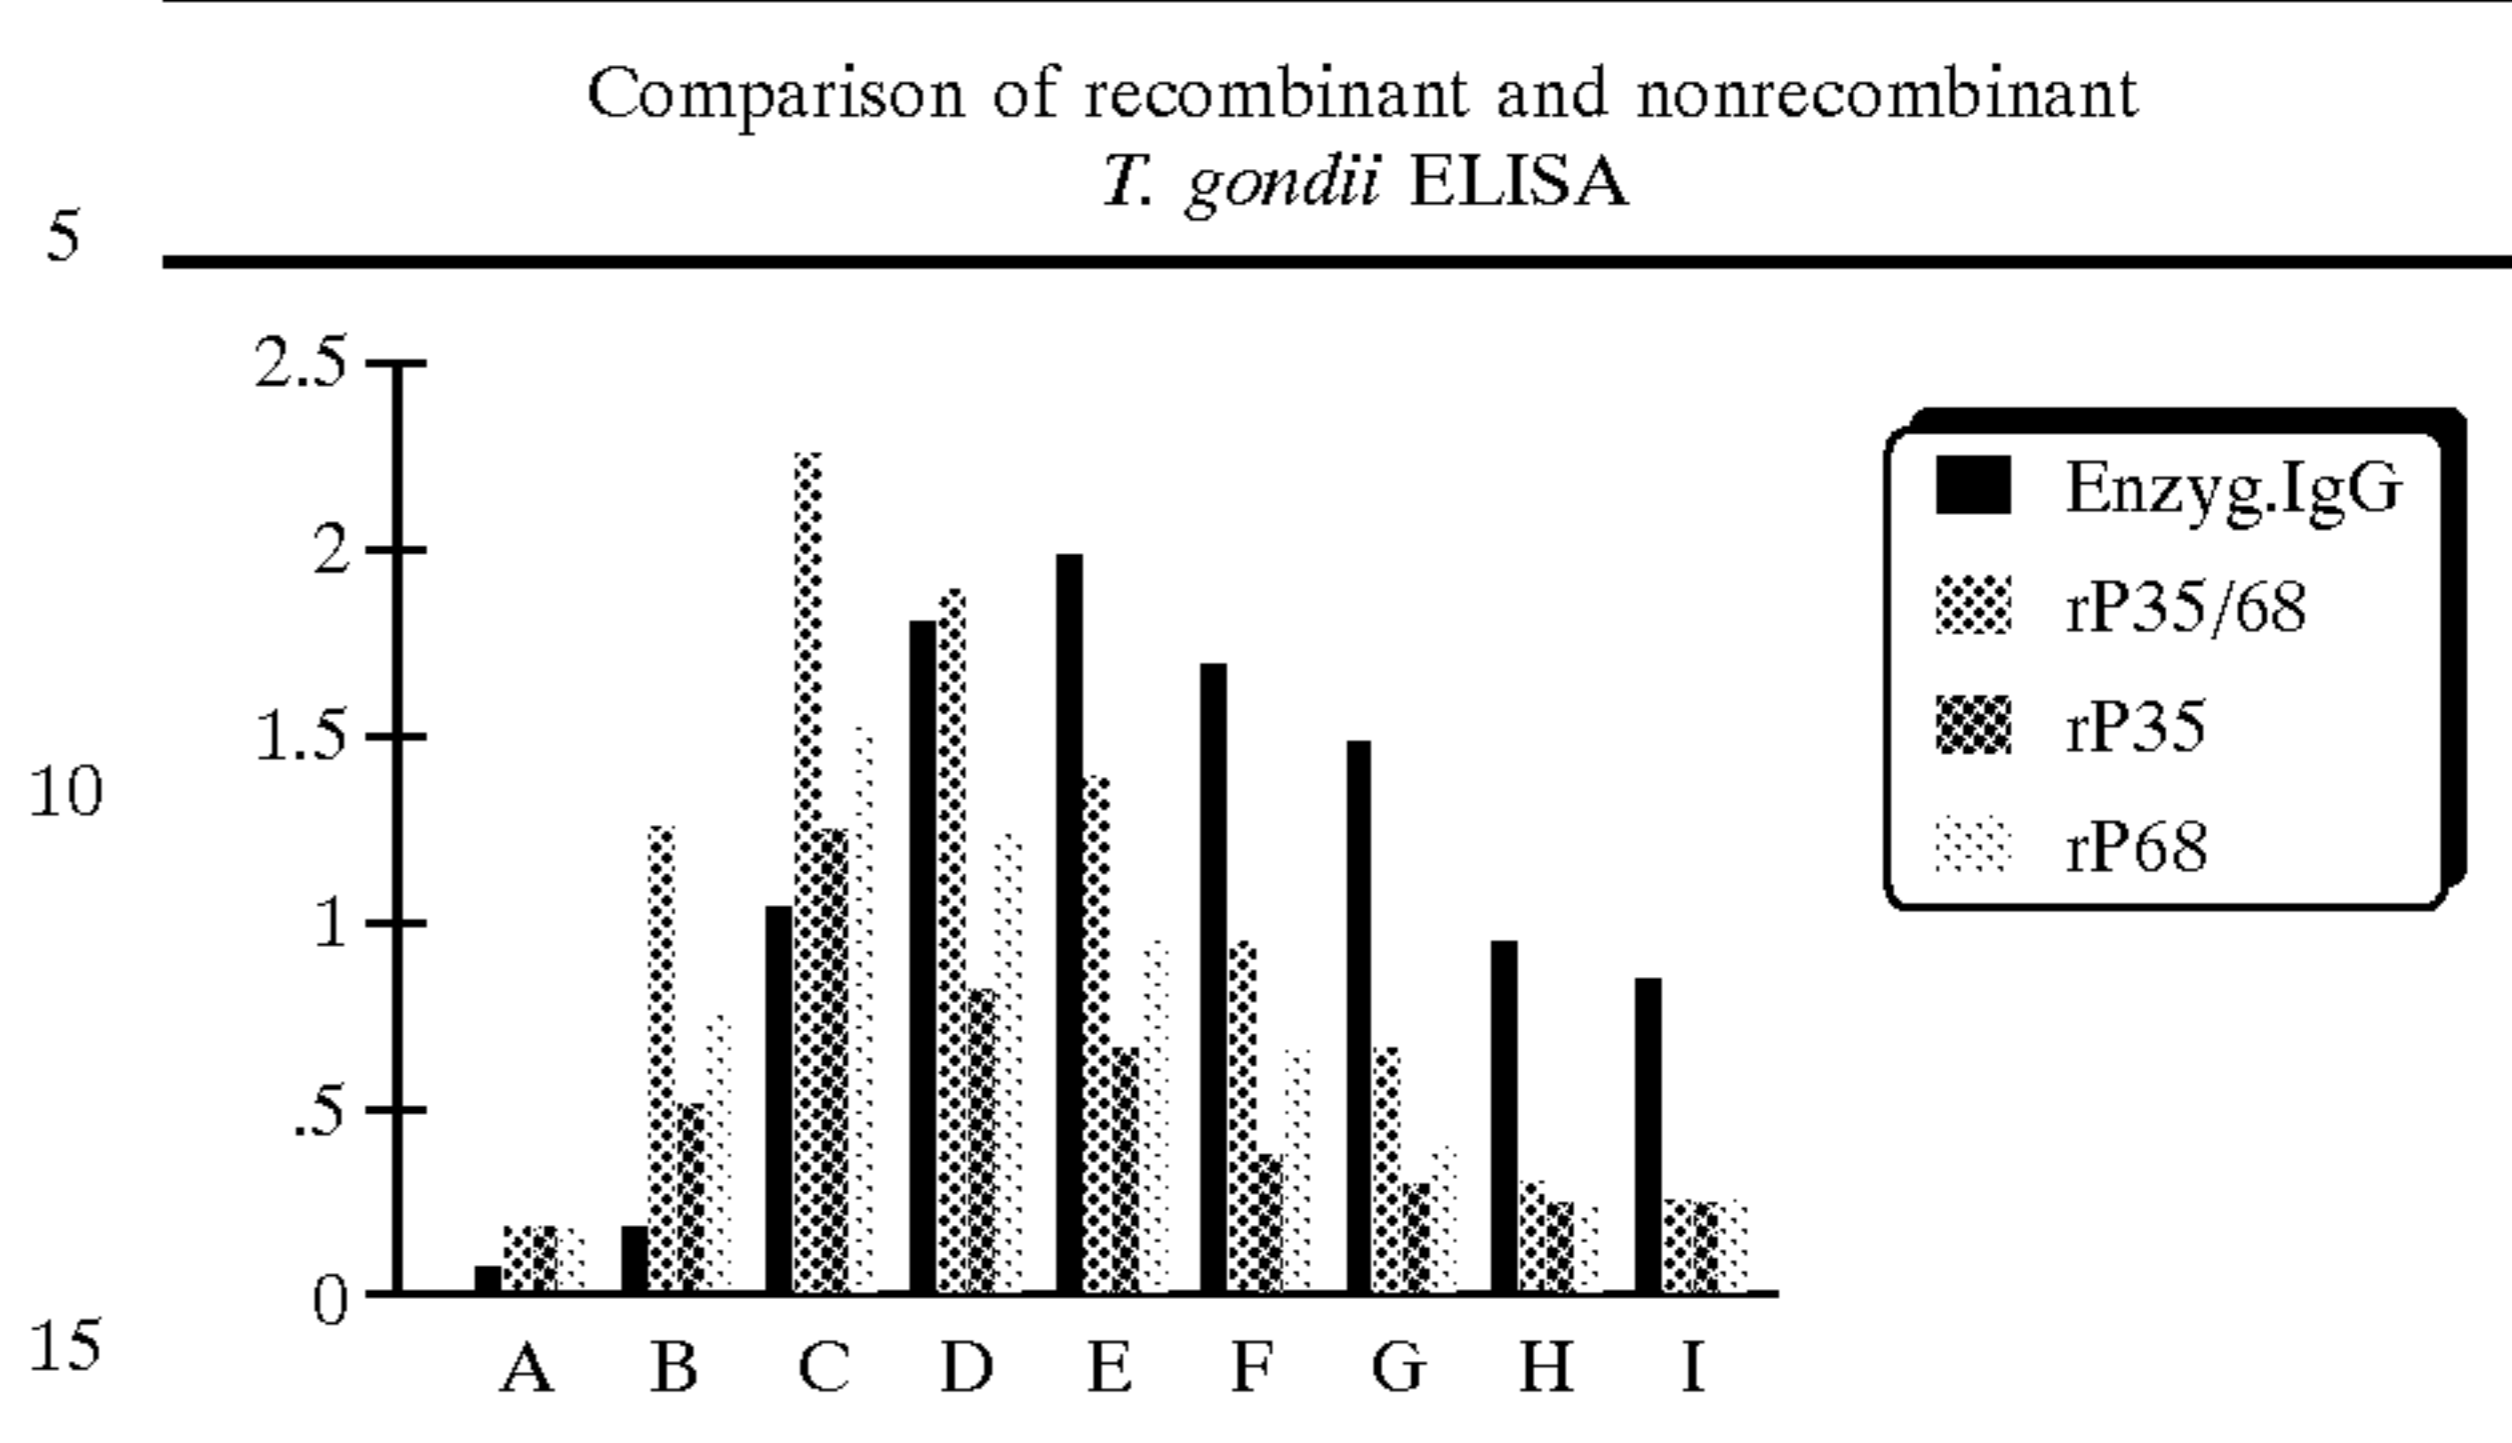 Comparison of recombinant and nonrecombinant
T. gondii ELISA
5
2.5
2
1.5
10
1
.5
0
15
A B C D E F G H I
Enzyg.IgG
rP35/68
rP35
rP68